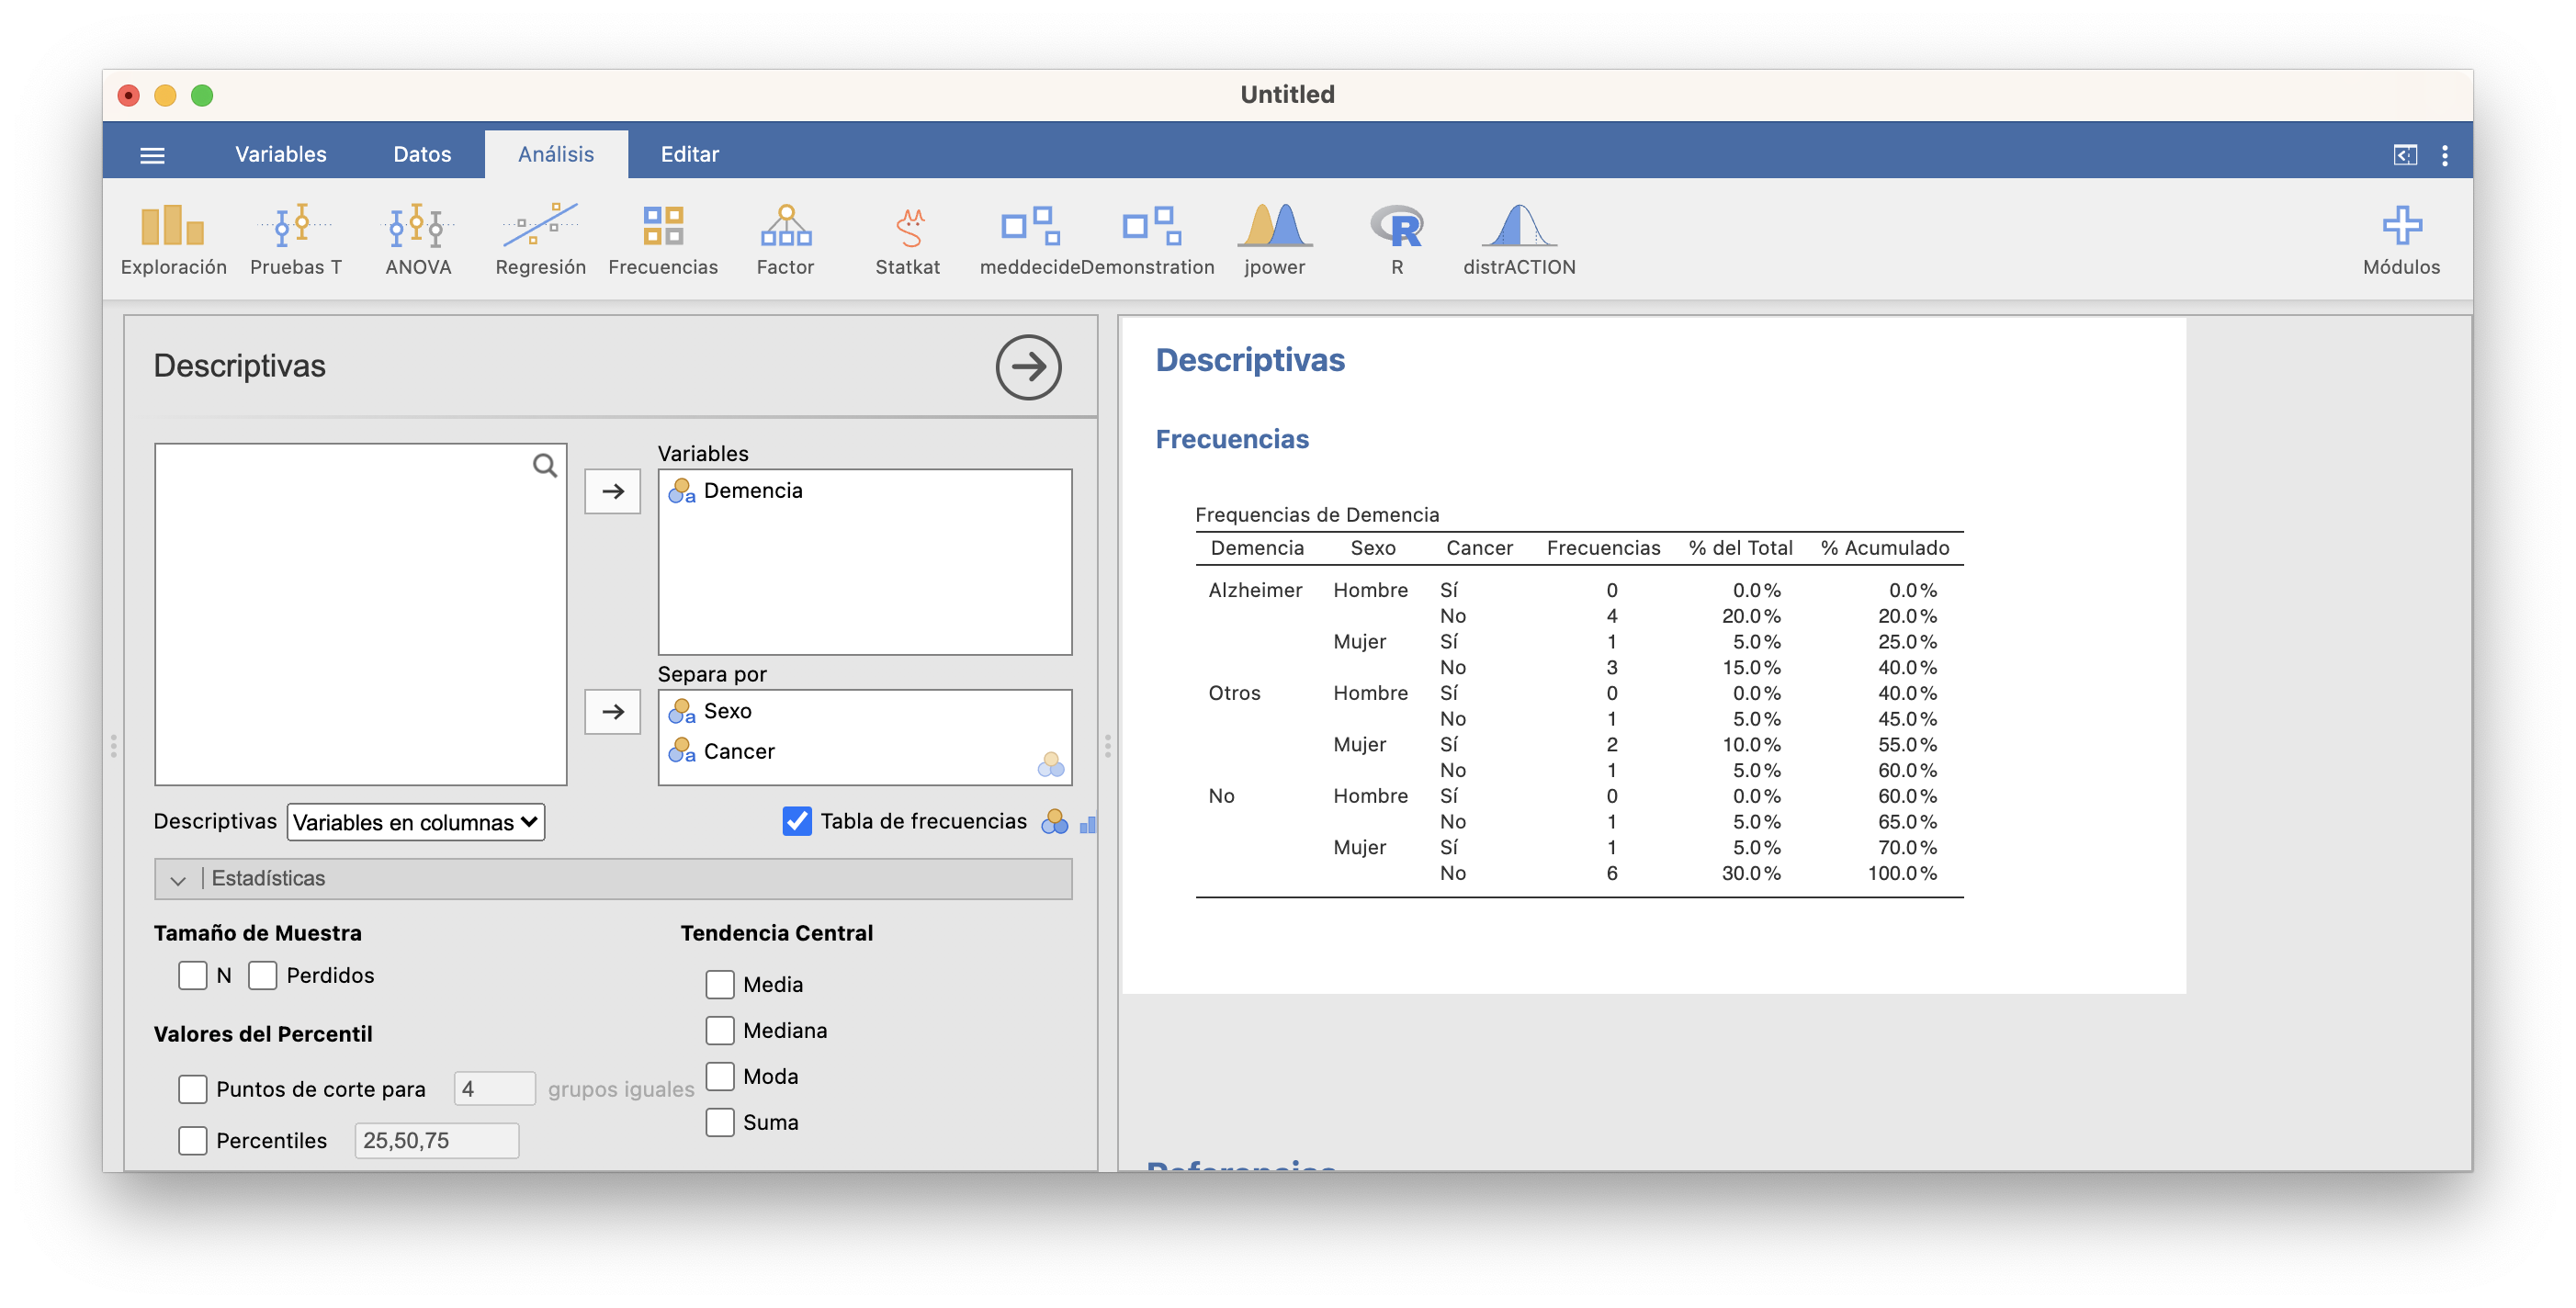 Untitled
Variables Datos Análisis Editar
Exploración Pruebas T ANOVA Regresión Frecuencias Factor Statkat meddecide Demonstration jpower R distrACTION Módulos
Descriptivas
Variables
Demencia
Separa por
Sexo
Cancer
Descriptivas Variables en columnas Tabla de frecuencias
Estadísticas
Tamaño de Muestra
N Perdidos
Valores del Percentil
Puntos de corte para 4 grupos iguales
Percentiles 25,50,75
Tendencia Central
Media
Mediana
Moda
Suma
Descriptivas
Frecuencias
Frequencias de Demencia
Demencia Sexo Cancer Frecuencias % del Total % Acumulado
Alzheimer Hombre Sí 0 0.0% 0.0%
No 4 20.0% 20.0%
Mujer Sí 1 5.0% 25.0%
No 3 15.0% 40.0%
Otros Hombre Sí 0 0.0% 40.0%
No 1 5.0% 45.0%
Mujer Sí 2 10.0% 55.0%
No 1 5.0% 60.0%
No Hombre Sí 0 0.0% 60.0%
No 1 5.0% 65.0%
Mujer Sí 1 5.0% 70.0%
No 6 30.0% 100.0%
Referencias